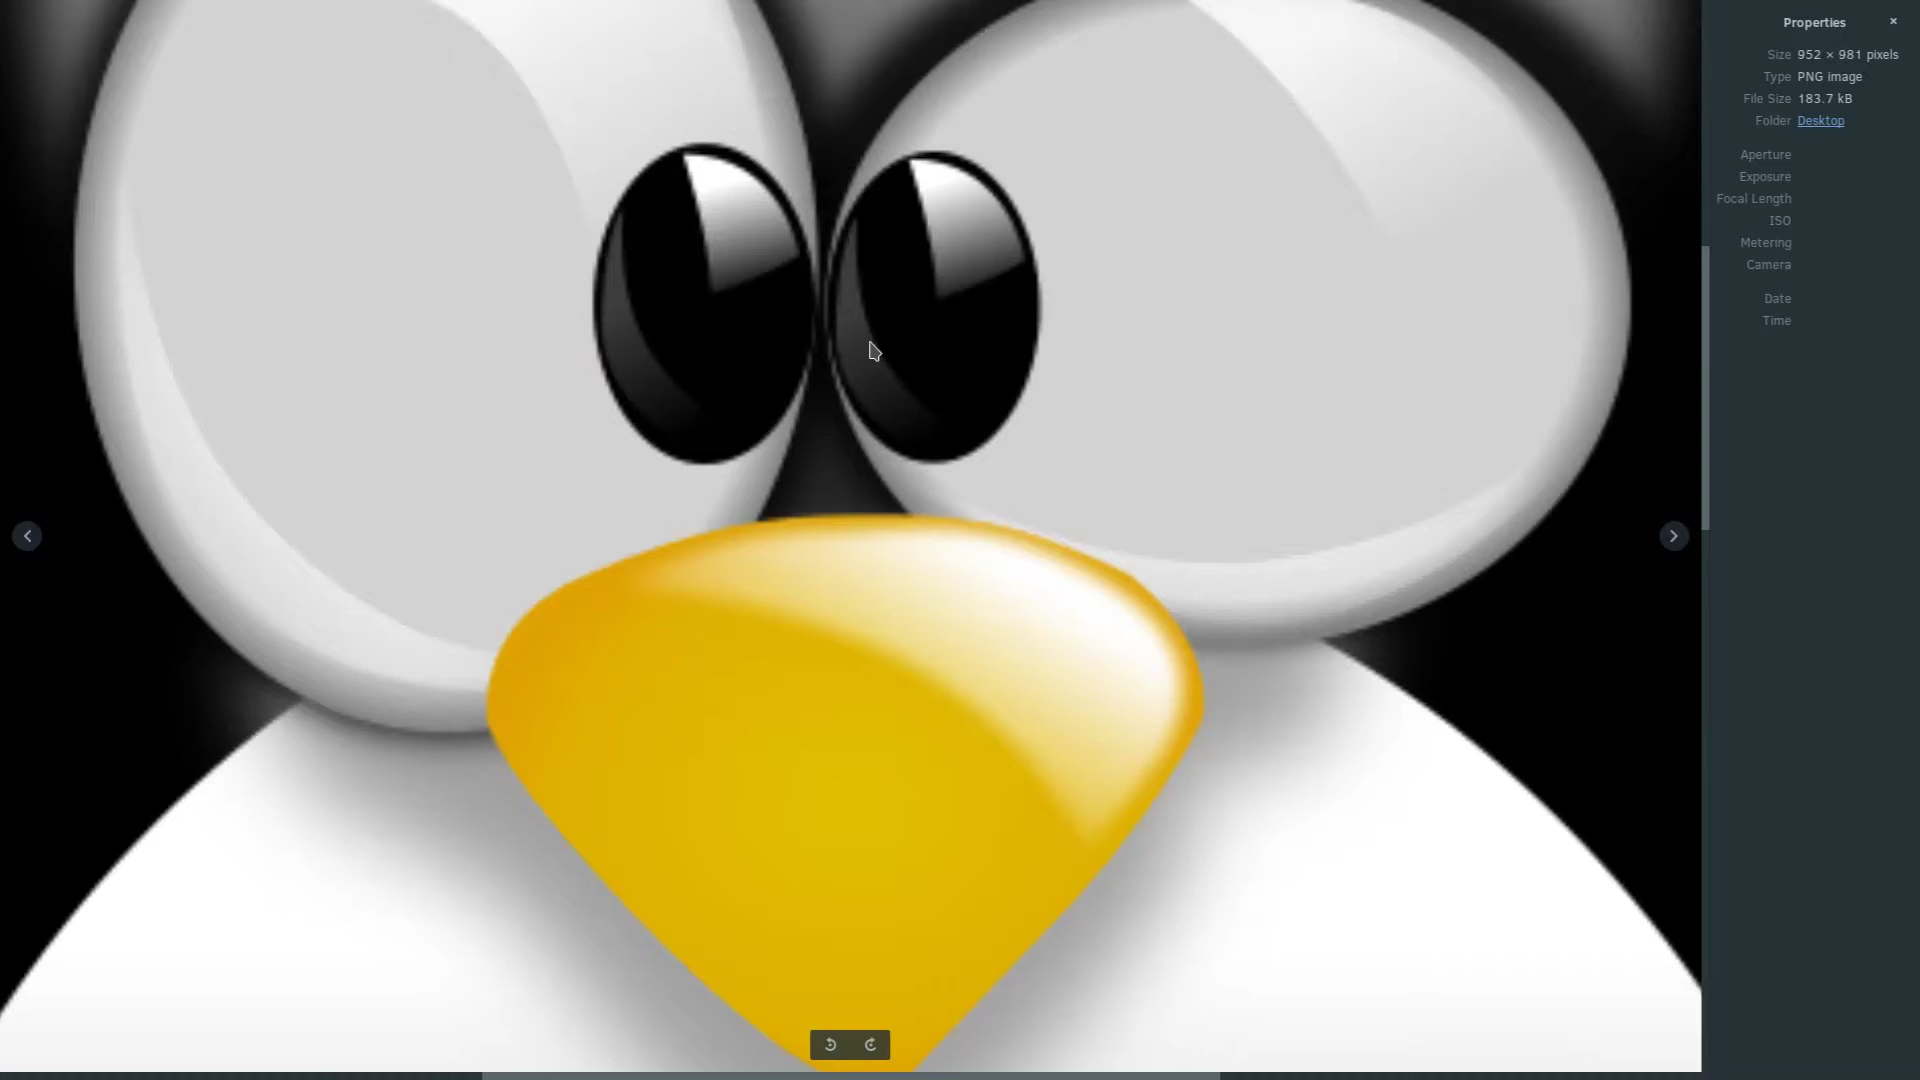 Properties
Size 952 × 981 pixels
Type PNG image
File Size 183.7 kB
Folder Desktop
Aperture
Exposure
Focal Length
ISO
Metering
Camera
Date
Time